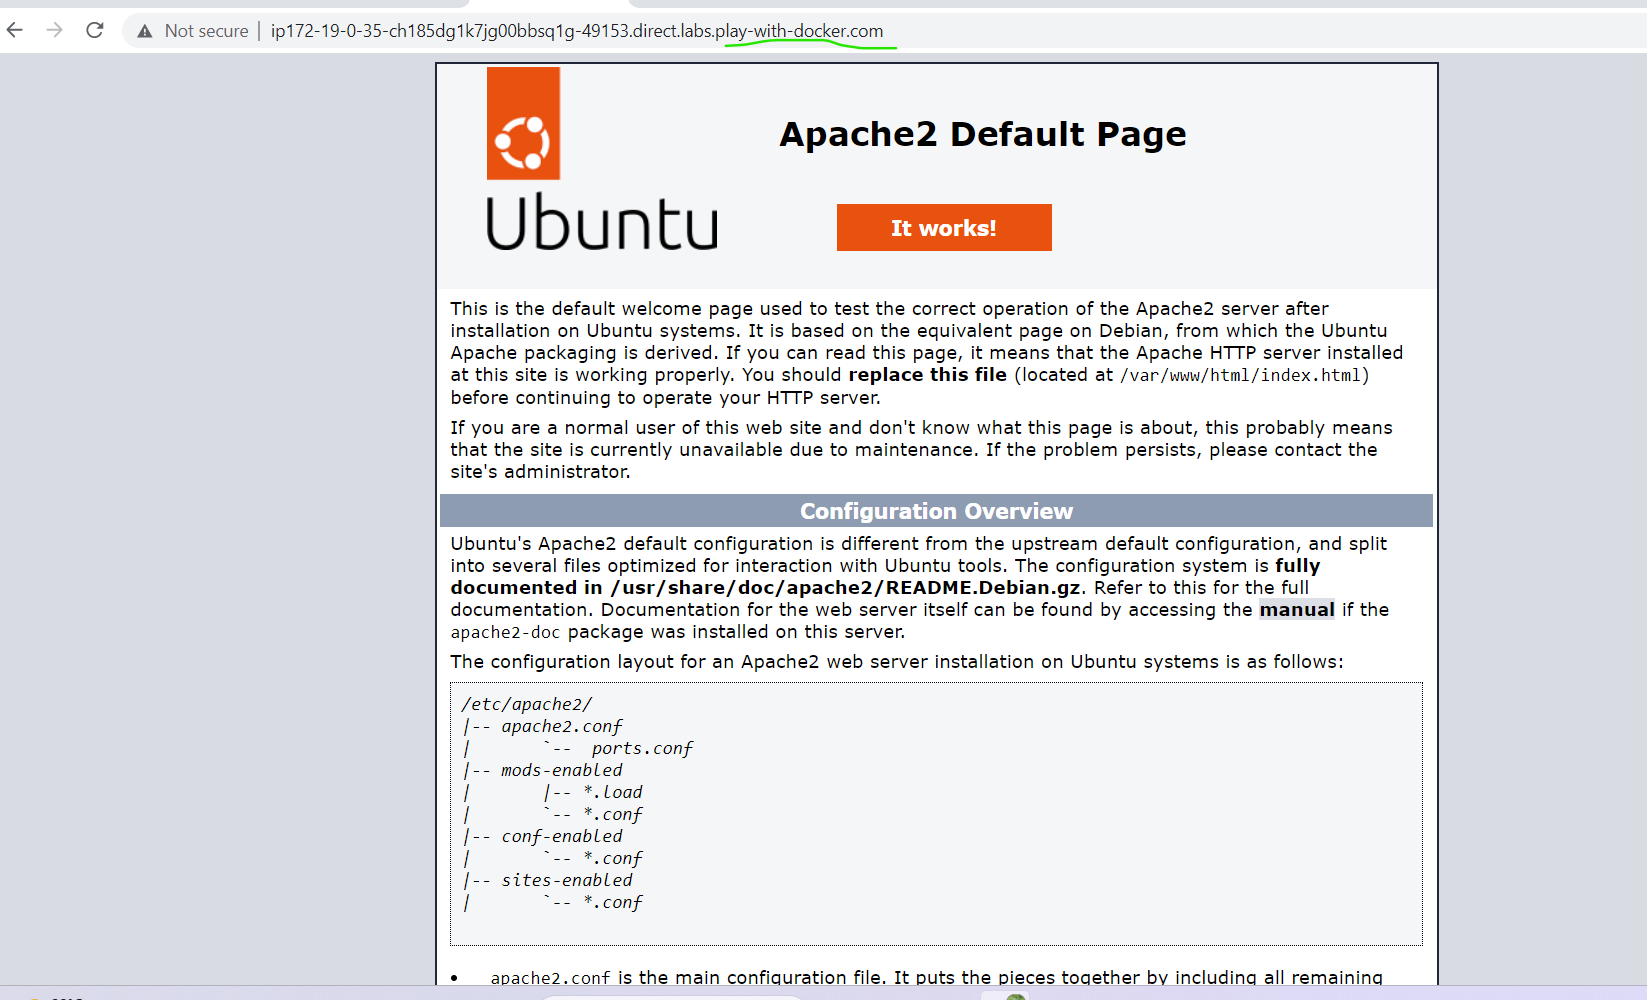 Not secure | ip172-19-0-35-ch185dg1k7jg00bbsq1g-49153.direct.labs.play-with-docker.com
Ubuntu
Apache2 Default Page
It works!
This is the default welcome page used to test the correct operation of the Apache2 server after
installation on Ubuntu systems. It is based on the equivalent page on Debian, from which the Ubuntu
Apache packaging is derived. If you can read this page, it means that the Apache HTTP server installed
at this site is working properly. You should replace this file (located at /var/www/html/index.html)
before continuing to operate your HTTP server.
If you are a normal user of this web site and don't know what this page is about, this probably means
that the site is currently unavailable due to maintenance. If the problem persists, please contact the
site's administrator.
Configuration Overview
Ubuntu's Apache2 default configuration is different from the upstream default configuration, and split
into several files optimized for interaction with Ubuntu tools. The configuration system is fully
documented in /usr/share/doc/apache2/README.Debian.gz. Refer to this for the full
documentation. Documentation for the web server itself can be found by accessing the manual if the
apache2-doc package was installed on this server.
The configuration layout for an Apache2 web server installation on Ubuntu systems is as follows:
/etc/apache2/
|-- apache2.conf
|       `--  ports.conf
|-- mods-enabled
|       |-- *.load
|       `-- *.conf
|-- conf-enabled
|       `-- *.conf
|-- sites-enabled
|       `-- *.conf
• apache2.conf is the main configuration file. It puts the pieces together by including all remaining